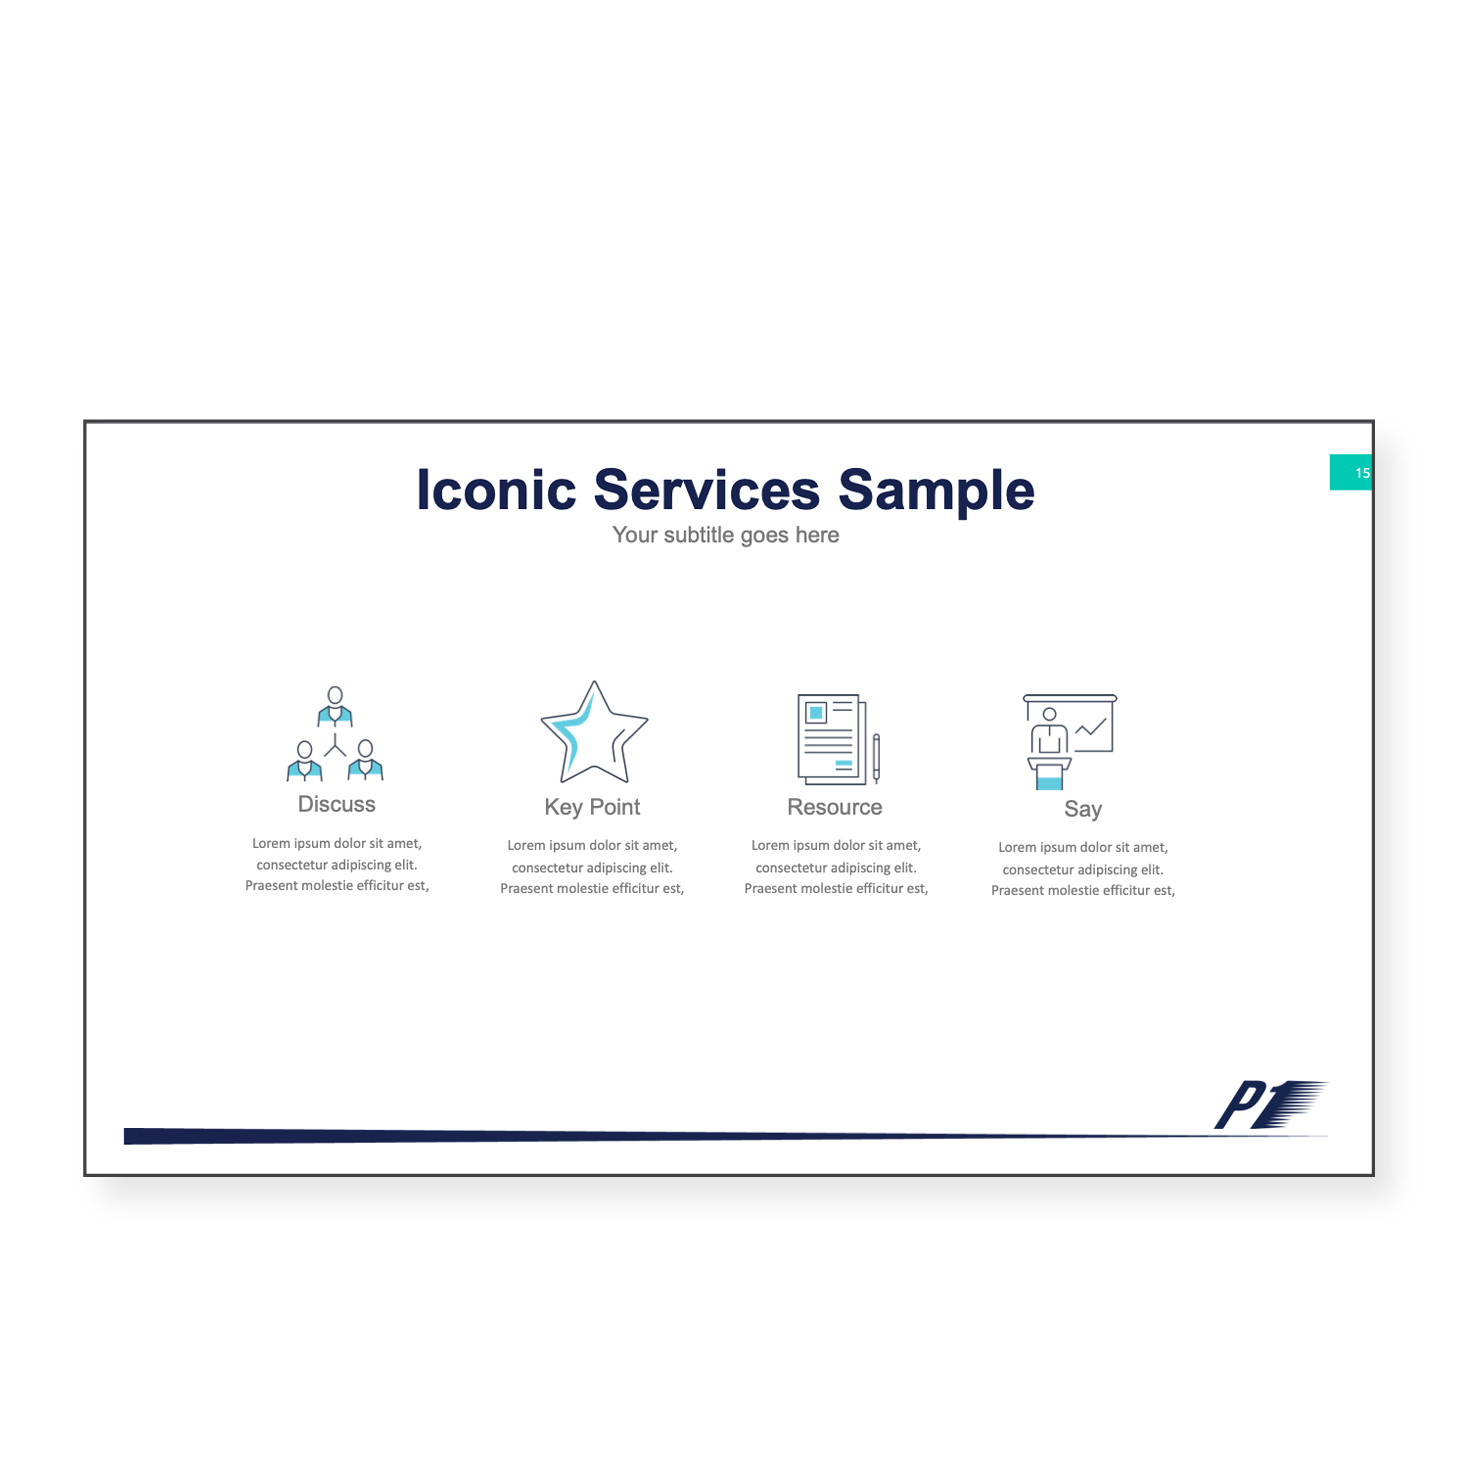 Iconic Services Sample
15
Your subtitle goes here
Discuss
Lorem ipsum dolor sit amet,
consectetur adipiscing elit.
Praesent molestie efficitur est,
Key Point
Lorem ipsum dolor sit amet,
consectetur adipiscing elit.
Praesent molestie efficitur est,
Resource
Lorem ipsum dolor sit amet,
consectetur adipiscing elit.
Praesent molestie efficitur est,
Say
Lorem ipsum dolor sit amet,
consectetur adipiscing elit.
Praesent molestie efficitur est,
P1